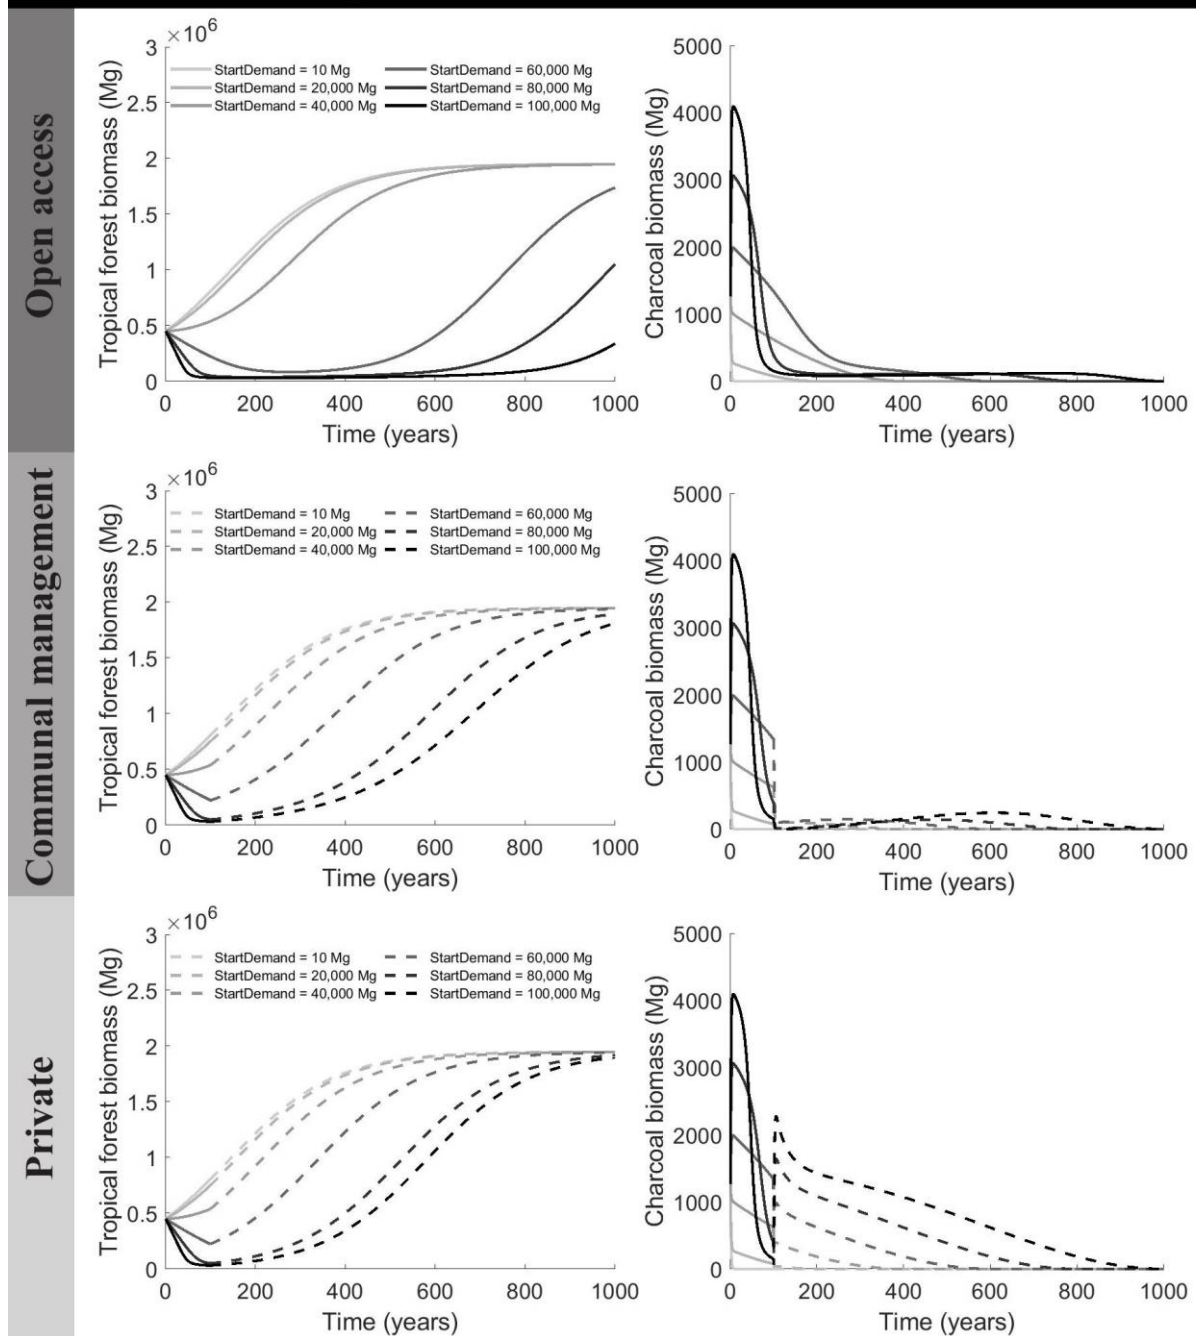 Open access
×10^6
3
2.5
2
1.5
1
0.5
0
StartDemand = 10 Mg
StartDemand = 20,000 Mg
StartDemand = 40,000 Mg
StartDemand = 60,000 Mg
StartDemand = 80,000 Mg
StartDemand = 100,000 Mg
Tropical forest biomass (Mg)
0 200 400 600 800 1000
Time (years)
5000
4000
3000
2000
1000
0
Charcoal biomass (Mg)
0 200 400 600 800 1000
Time (years)
Communal management
×10^6
3
2.5
2
1.5
1
0.5
0
StartDemand = 10 Mg
StartDemand = 20,000 Mg
StartDemand = 40,000 Mg
StartDemand = 60,000 Mg
StartDemand = 80,000 Mg
StartDemand = 100,000 Mg
Tropical forest biomass (Mg)
0 200 400 600 800 1000
Time (years)
5000
4000
3000
2000
1000
0
Charcoal biomass (Mg)
0 200 400 600 800 1000
Time (years)
Private
×10^6
3
2.5
2
1.5
1
0.5
0
StartDemand = 10 Mg
StartDemand = 20,000 Mg
StartDemand = 40,000 Mg
StartDemand = 60,000 Mg
StartDemand = 80,000 Mg
StartDemand = 100,000 Mg
Tropical forest biomass (Mg)
0 200 400 600 800 1000
Time (years)
5000
4000
3000
2000
1000
0
Charcoal biomass (Mg)
0 200 400 600 800 1000
Time (years)